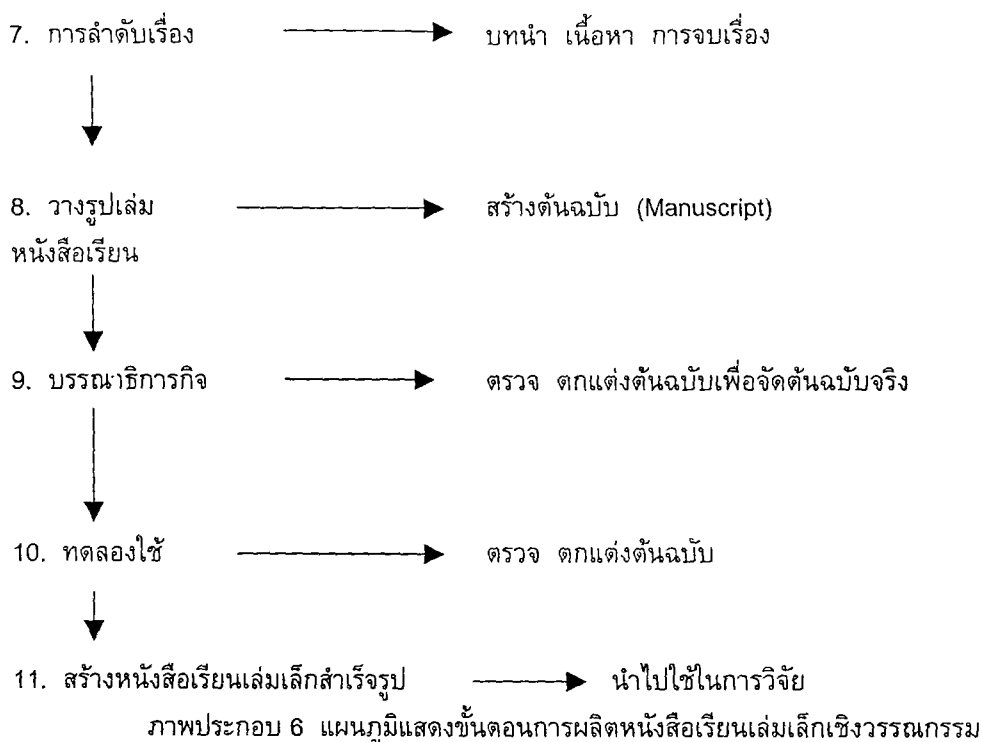 7. การลำดับเรื่อง บทนำ เนื้อหา การจบเรื่อง
8. วางรูปเล่ม สร้างต้นฉบับ (Manuscript)
หนังสือเรียน
9. บรรณาธิการกิจ ตรวจ ตกแต่งต้นฉบับเพื่อจัดต้นฉบับจริง
10. ทดลองใช้ ตรวจ ตกแต่งต้นฉบับ
11. สร้างหนังสือเรียนเล่มเล็กสำเร็จรูป นำไปใช้ในการวิจัย
ภาพประกอบ 6 แผนภูมิแสดงขั้นตอนการผลิตหนังสือเรียนเล่มเล็กเชิงวรรณกรรม